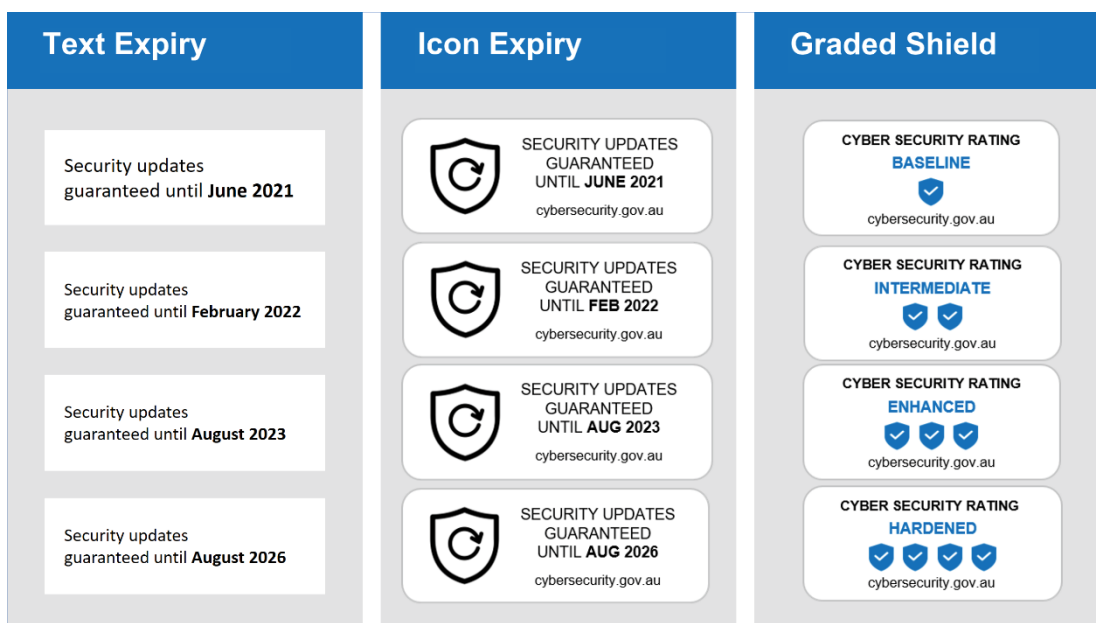 Text Expiry
Security updates
guaranteed until June 2021
Security updates
guaranteed until February 2022
Security updates
guaranteed until August 2023
Security updates
guaranteed until August 2026
Icon Expiry
SECURITY UPDATES
GUARANTEED
UNTIL JUNE 2021
cybersecurity.gov.au
SECURITY UPDATES
GUARANTEED
UNTIL FEB 2022
cybersecurity.gov.au
SECURITY UPDATES
GUARANTEED
UNTIL AUG 2023
cybersecurity.gov.au
SECURITY UPDATES
GUARANTEED
UNTIL AUG 2026
cybersecurity.gov.au
Graded Shield
CYBER SECURITY RATING
BASELINE
cybersecurity.gov.au
CYBER SECURITY RATING
INTERMEDIATE
cybersecurity.gov.au
CYBER SECURITY RATING
ENHANCED
cybersecurity.gov.au
CYBER SECURITY RATING
HARDENED
cybersecurity.gov.au